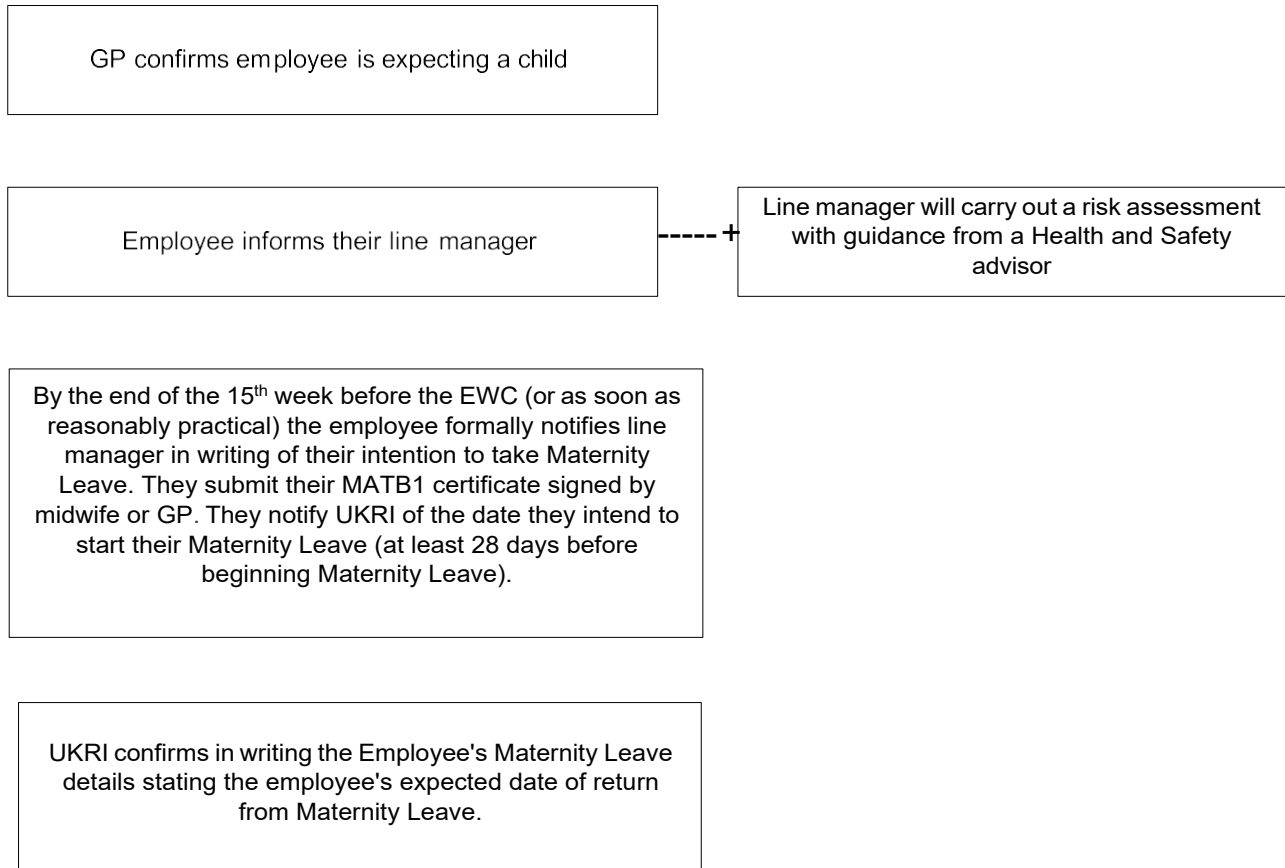 GP confirms employee is expecting a child
Employee informs their line manager
----- +
Line manager will carry out a risk assessment
with guidance from a Health and Safety
advisor
By the end of the 15th week before the EWC (or as soon as
reasonably practical) the employee formally notifies line
manager in writing of their intention to take Maternity
Leave. They submit their MATB1 certificate signed by
midwife or GP. They notify UKRI of the date they intend to
start their Maternity Leave (at least 28 days before
beginning Maternity Leave).
UKRI confirms in writing the Employee's Maternity Leave
details stating the employee's expected date of return
from Maternity Leave.